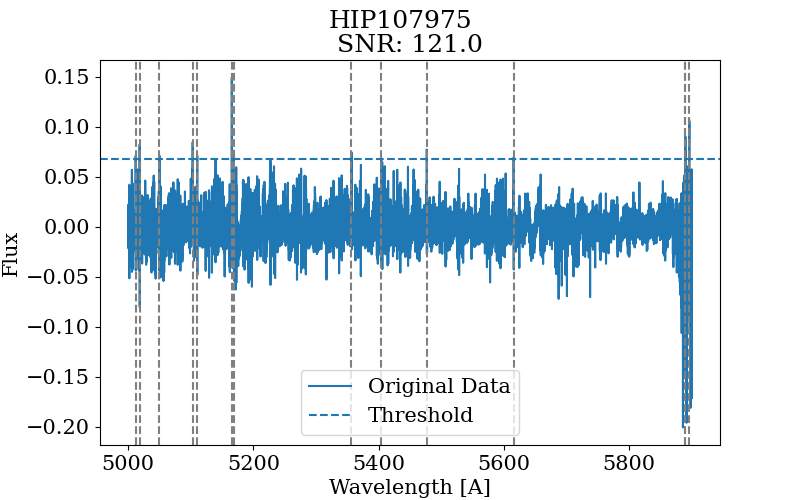 HIP107975
SNR: 121.0
0.15
0.10
0.05
0.00
−0.05
−0.10
−0.15
−0.20
Flux
Original Data
Threshold
5000 5200 5400 5600 5800
Wavelength [A]